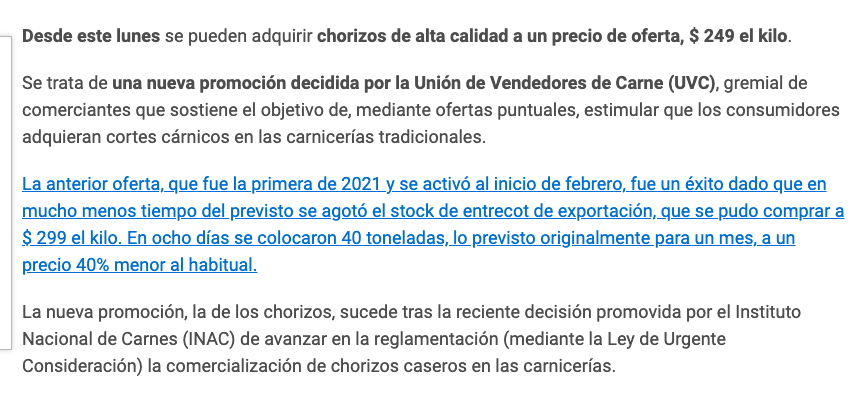 Desde este lunes se pueden adquirir chorizos de alta calidad a un precio de oferta, $ 249 el kilo.
Se trata de una nueva promoción decidida por la Unión de Vendedores de Carne (UVC), gremial de
comerciantes que sostiene el objetivo de, mediante ofertas puntuales, estimular que los consumidores
adquieran cortes cárnicos en las carnicerías tradicionales.
La anterior oferta, que fue la primera de 2021 y se activó al inicio de febrero, fue un éxito dado que en
mucho menos tiempo del previsto se agotó el stock de entrecot de exportación, que se pudo comprar a
$ 299 el kilo. En ocho días se colocaron 40 toneladas, lo previsto originalmente para un mes, a un
precio 40% menor al habitual.
La nueva promoción, la de los chorizos, sucede tras la reciente decisión promovida por el Instituto
Nacional de Carnes (INAC) de avanzar en la reglamentación (mediante la Ley de Urgente
Consideración) la comercialización de chorizos caseros en las carnicerías.